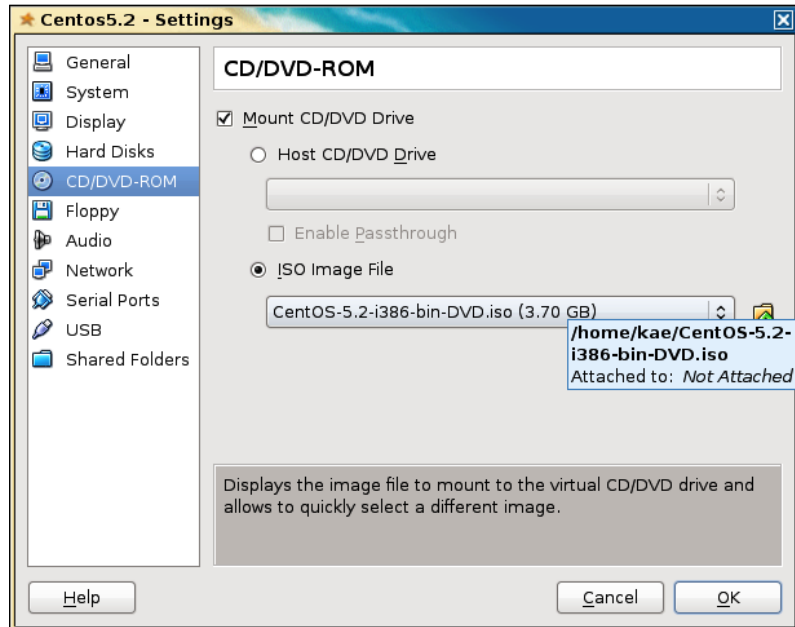 Centos5.2 - Settings
General
System
Display
Hard Disks
CD/DVD-ROM
Floppy
Audio
Network
Serial Ports
USB
Shared Folders
CD/DVD-ROM
Mount CD/DVD Drive
Host CD/DVD Drive
Enable Passthrough
ISO Image File
CentOS-5.2-i386-bin-DVD.iso (3.70 GB)
/home/kae/CentOS-5.2-
i386-bin-DVD.iso
Attached to: Not Attached
Displays the image file to mount to the virtual CD/DVD drive and
allows to quickly select a different image.
Help
Cancel
OK